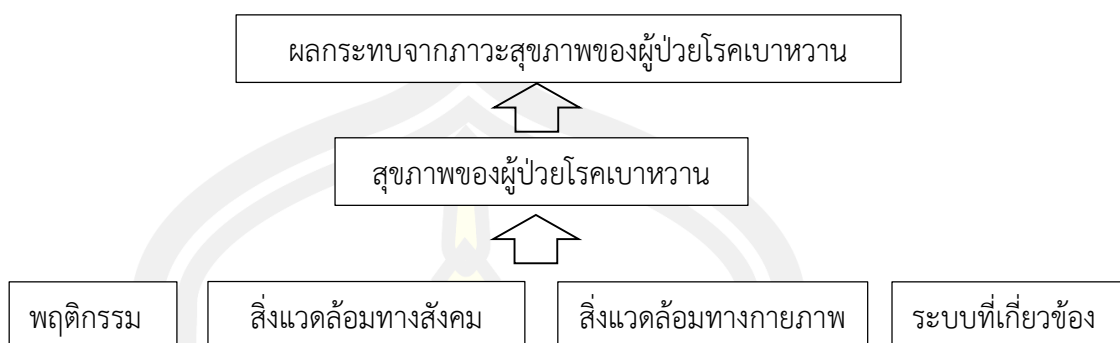 ผลกระทบจากภาวะสุขภาพของผู้ป่วยโรคเบาหวาน
สุขภาพของผู้ป่วยโรคเบาหวาน
พฤติกรรม
สิ่งแวดล้อมทางสังคม
สิ่งแวดล้อมทางกายภาพ
ระบบที่เกี่ยวข้อง